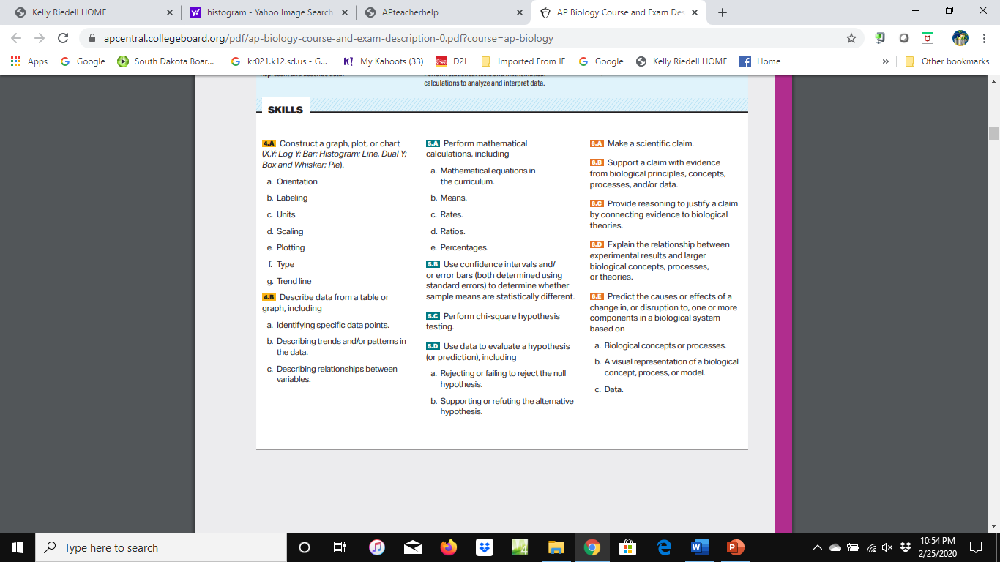 Kelly Riedell HOME
histogram - Yahoo Image Search
APteacherhelp
AP Biology Course and Exam Des
apcentral.collegeboard.org/pdf/ap-biology-course-and-exam-description-0.pdf?course=ap-biology
Apps
Google
South Dakota Boar...
kr021.k12.sd.us - G...
K! My Kahoots (33)
D2L
Imported From IE
Google
Kelly Riedell HOME
Home
»
Other bookmarks
calculations to analyze and interpret data.
SKILLS
4.A Construct a graph, plot, or chart
(X,Y; Log Y; Bar; Histogram; Line, Dual Y;
Box and Whisker; Pie).
a. Orientation
b. Labeling
c. Units
d. Scaling
e. Plotting
f. Type
g. Trend line
4.B Describe data from a table or
graph, including
a. Identifying specific data points.
b. Describing trends and/or patterns in
the data.
c. Describing relationships between
variables.
5.A Perform mathematical
calculations, including
a. Mathematical equations in
the curriculum.
b. Means.
c. Rates.
d. Ratios.
e. Percentages.
5.B Use confidence intervals and/
or error bars (both determined using
standard errors) to determine whether
sample means are statistically different.
5.C Perform chi-square hypothesis
testing.
5.D Use data to evaluate a hypothesis
(or prediction), including
a. Rejecting or failing to reject the null
hypothesis.
b. Supporting or refuting the alternative
hypothesis.
6.A Make a scientific claim.
6.B Support a claim with evidence
from biological principles, concepts,
processes, and/or data.
6.C Provide reasoning to justify a claim
by connecting evidence to biological
theories.
6.D Explain the relationship between
experimental results and larger
biological concepts, processes,
or theories.
6.E Predict the causes or effects of a
change in, or disruption to, one or more
components in a biological system
based on
a. Biological concepts or processes.
b. A visual representation of a biological
concept, process, or model.
c. Data.
Type here to search
10:54 PM
2/25/2020